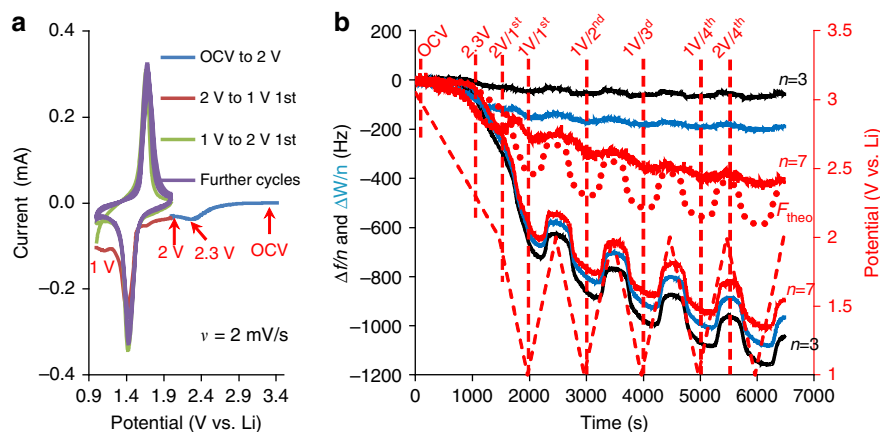 a
0.4
0.2
0.0
−0.2
−0.4
Current (mA)
OCV to 2 V
2 V to 1 V 1st
1 V to 2 V 1st
Further cycles
1 V
2 V
2.3 V
OCV
v = 2 mV/s
0.9 1.4 1.9 2.4 2.9 3.4
Potential (V vs. Li)
b
OCV
2.3V
2V/1st
1V/1st
1V/2nd
1V/3d
1V/4th
2V/4th
200
0
−200
−400
−600
−800
−1000
−1200
Δf/n and ΔW/n (Hz)
n=3
n=7
Ftheo
n=7
n=3
3.5
3
2.5
2
1.5
1
Potential (V vs. Li)
0 1000 2000 3000 4000 5000 6000 7000
Time (s)